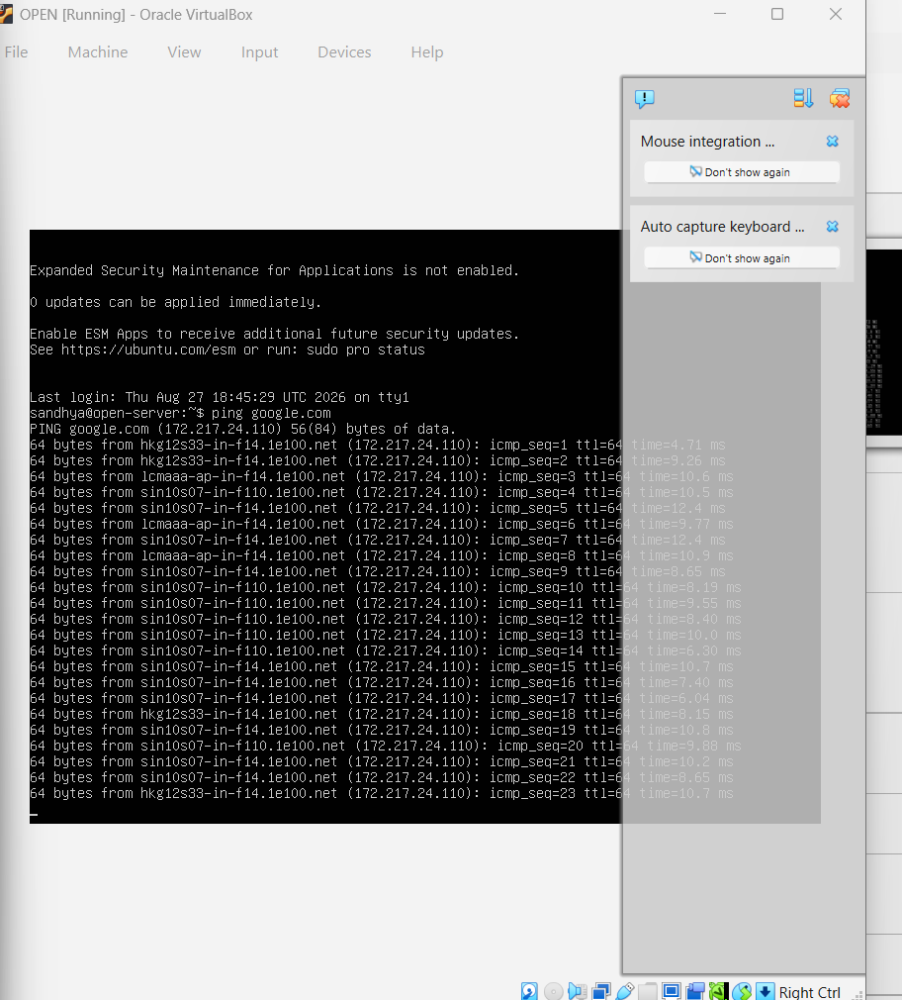 OPEN [Running] - Oracle VirtualBox
File Machine View Input Devices Help
Mouse integration ...
Don't show again
Auto capture keyboard ...
Don't show again
Expanded Security Maintenance for Applications is not enabled.
0 updates can be applied immediately.
Enable ESM Apps to receive additional future security updates.
See https://ubuntu.com/esm or run: sudo pro status
Last login: Thu Aug 27 18:45:29 UTC 2026 on tty1
sandhya@open-server:~$ ping google.com
PING google.com (172.217.24.110) 56(84) bytes of data.
64 bytes from hkg12s33-in-f14.1e100.net (172.217.24.110): icmp_seq=1 ttl=64 time=4.71 ms
64 bytes from hkg12s33-in-f14.1e100.net (172.217.24.110): icmp_seq=2 ttl=64 time=9.26 ms
64 bytes from lcmaaa-ap-in-f14.1e100.net (172.217.24.110): icmp_seq=3 ttl=64 time=10.6 ms
64 bytes from sin10s07-in-f110.1e100.net (172.217.24.110): icmp_seq=4 ttl=64 time=10.5 ms
64 bytes from sin10s07-in-f14.1e100.net (172.217.24.110): icmp_seq=5 ttl=64 time=12.4 ms
64 bytes from lcmaaa-ap-in-f14.1e100.net (172.217.24.110): icmp_seq=6 ttl=64 time=9.77 ms
64 bytes from sin10s07-in-f14.1e100.net (172.217.24.110): icmp_seq=7 ttl=64 time=12.4 ms
64 bytes from lcmaaa-ap-in-f14.1e100.net (172.217.24.110): icmp_seq=8 ttl=64 time=10.9 ms
64 bytes from sin10s07-in-f14.1e100.net (172.217.24.110): icmp_seq=9 ttl=64 time=8.65 ms
64 bytes from sin10s07-in-f110.1e100.net (172.217.24.110): icmp_seq=10 ttl=64 time=8.19 ms
64 bytes from sin10s07-in-f110.1e100.net (172.217.24.110): icmp_seq=11 ttl=64 time=9.55 ms
64 bytes from sin10s07-in-f110.1e100.net (172.217.24.110): icmp_seq=12 ttl=64 time=8.40 ms
64 bytes from sin10s07-in-f110.1e100.net (172.217.24.110): icmp_seq=13 ttl=64 time=10.0 ms
64 bytes from sin10s07-in-f110.1e100.net (172.217.24.110): icmp_seq=14 ttl=64 time=6.30 ms
64 bytes from sin10s07-in-f14.1e100.net (172.217.24.110): icmp_seq=15 ttl=64 time=10.7 ms
64 bytes from sin10s07-in-f14.1e100.net (172.217.24.110): icmp_seq=16 ttl=64 time=7.40 ms
64 bytes from sin10s07-in-f14.1e100.net (172.217.24.110): icmp_seq=17 ttl=64 time=6.04 ms
64 bytes from hkg12s33-in-f14.1e100.net (172.217.24.110): icmp_seq=18 ttl=64 time=8.15 ms
64 bytes from sin10s07-in-f14.1e100.net (172.217.24.110): icmp_seq=19 ttl=64 time=10.8 ms
64 bytes from sin10s07-in-f110.1e100.net (172.217.24.110): icmp_seq=20 ttl=64 time=9.88 ms
64 bytes from sin10s07-in-f14.1e100.net (172.217.24.110): icmp_seq=21 ttl=64 time=10.2 ms
64 bytes from sin10s07-in-f14.1e100.net (172.217.24.110): icmp_seq=22 ttl=64 time=8.65 ms
64 bytes from hkg12s33-in-f14.1e100.net (172.217.24.110): icmp_seq=23 ttl=64 time=10.7 ms
Right Ctrl